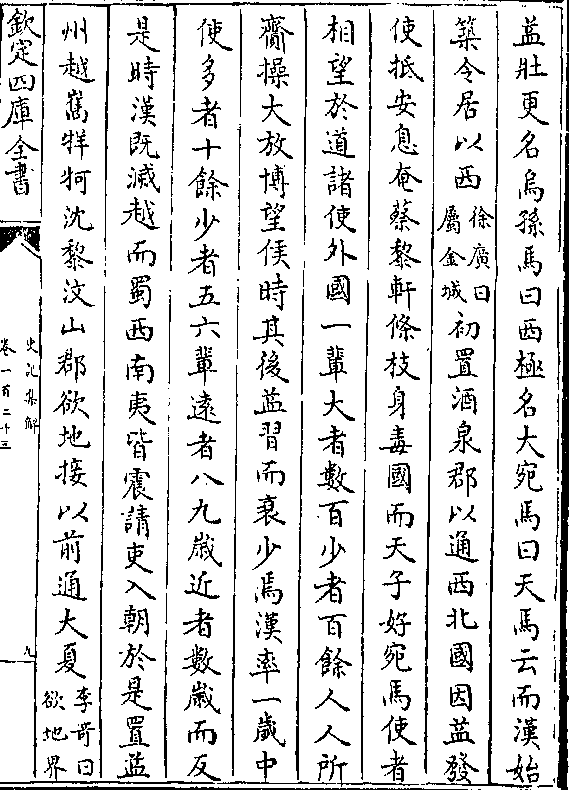 益壯更名烏孫馬曰西極名大宛馬曰天馬云而漢始
築令居以西徐廣曰屬金城初置酒泉郡以通西北國因益發
使抵安息奄蔡黎軒條枝身毒國而天子好宛馬使者
相望於道諸使外國一輩大者數百少者百餘人人所
齎操大放博望侯時其後益習而衰少焉漢率一歲中
使多者十餘少者五六輩遠者八九歲近者數歲而反
是時漢既滅越而蜀西南夷皆震請吏入朝於是置益
州越嶲牂牁沈黎汶山郡欲地接以前通大夏李奇曰欲地界
欽定四庫全書
史記集解
卷一百二十三
九